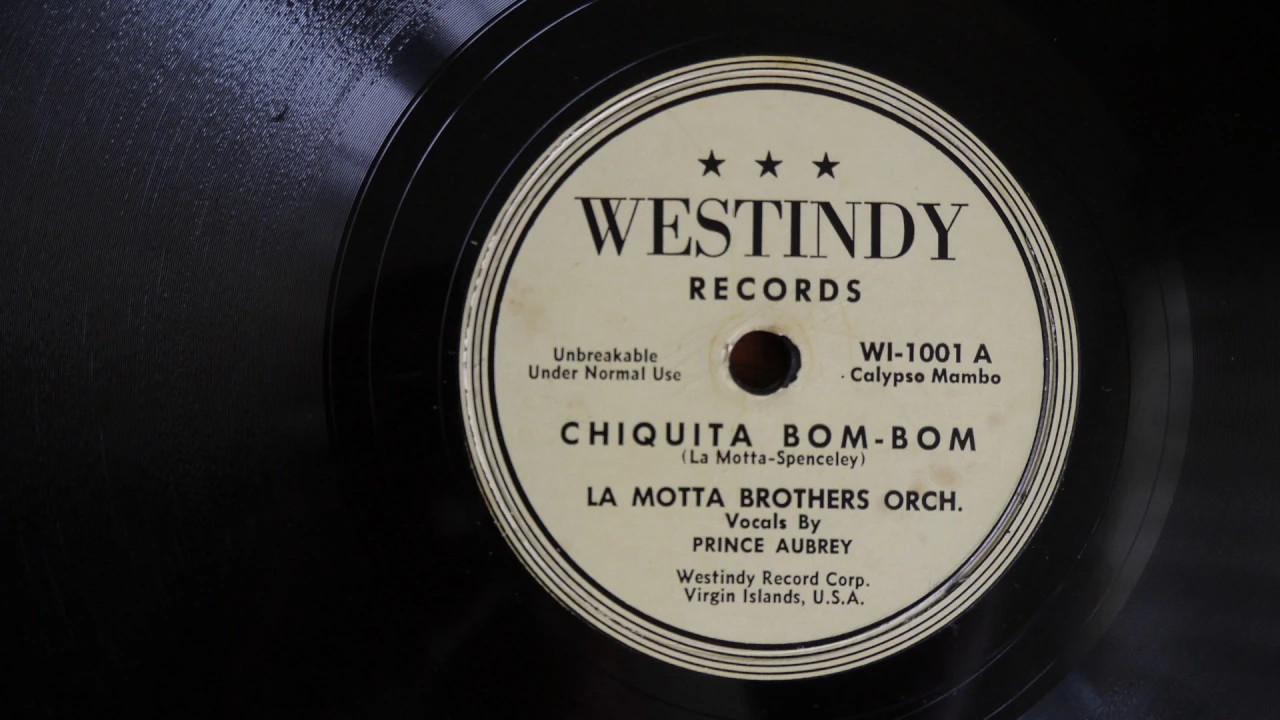 ★ ★ ★
WESTINDY
RECORDS
Unbreakable
Under Normal Use
WI-1001 A
Calypso Mambo
CHIQUITA BOM-BOM
(La Motta-Spenceley)
LA MOTTA BROTHERS ORCH.
Vocals By
PRINCE AUBREY
Westindy Record Corp.
Virgin Islands, U.S.A.